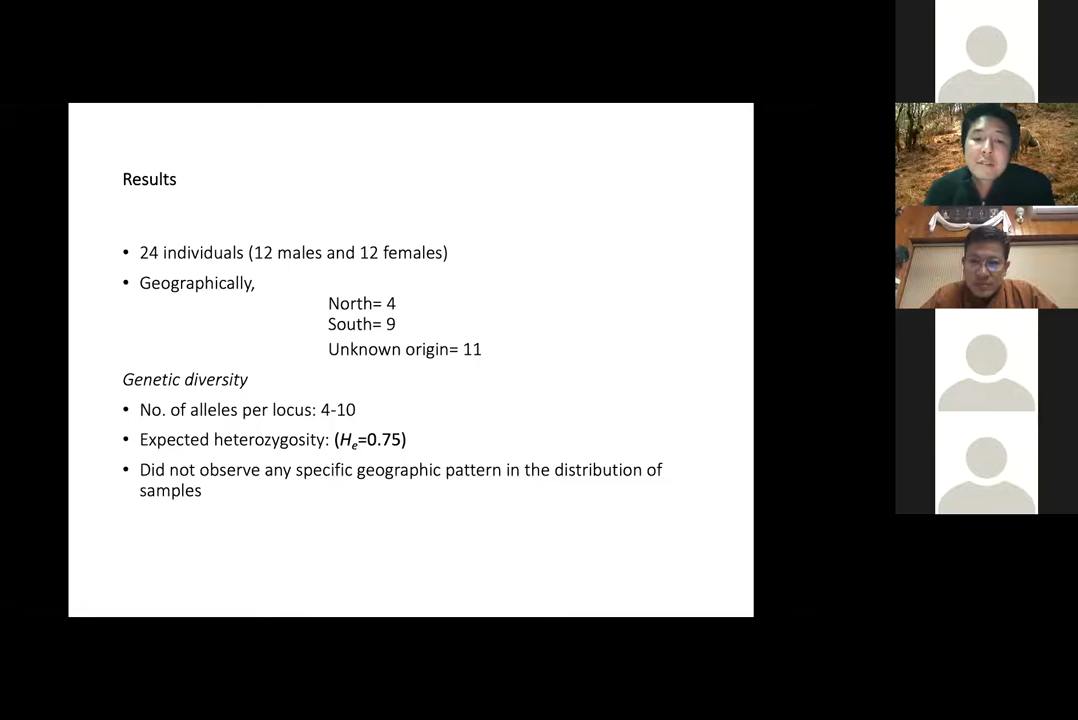 Results
• 24 individuals (12 males and 12 females)
• Geographically,
North= 4
South= 9
Unknown origin= 11
Genetic diversity
• No. of alleles per locus: 4-10
• Expected heterozygosity: (He=0.75)
• Did not observe any specific geographic pattern in the distribution of
samples